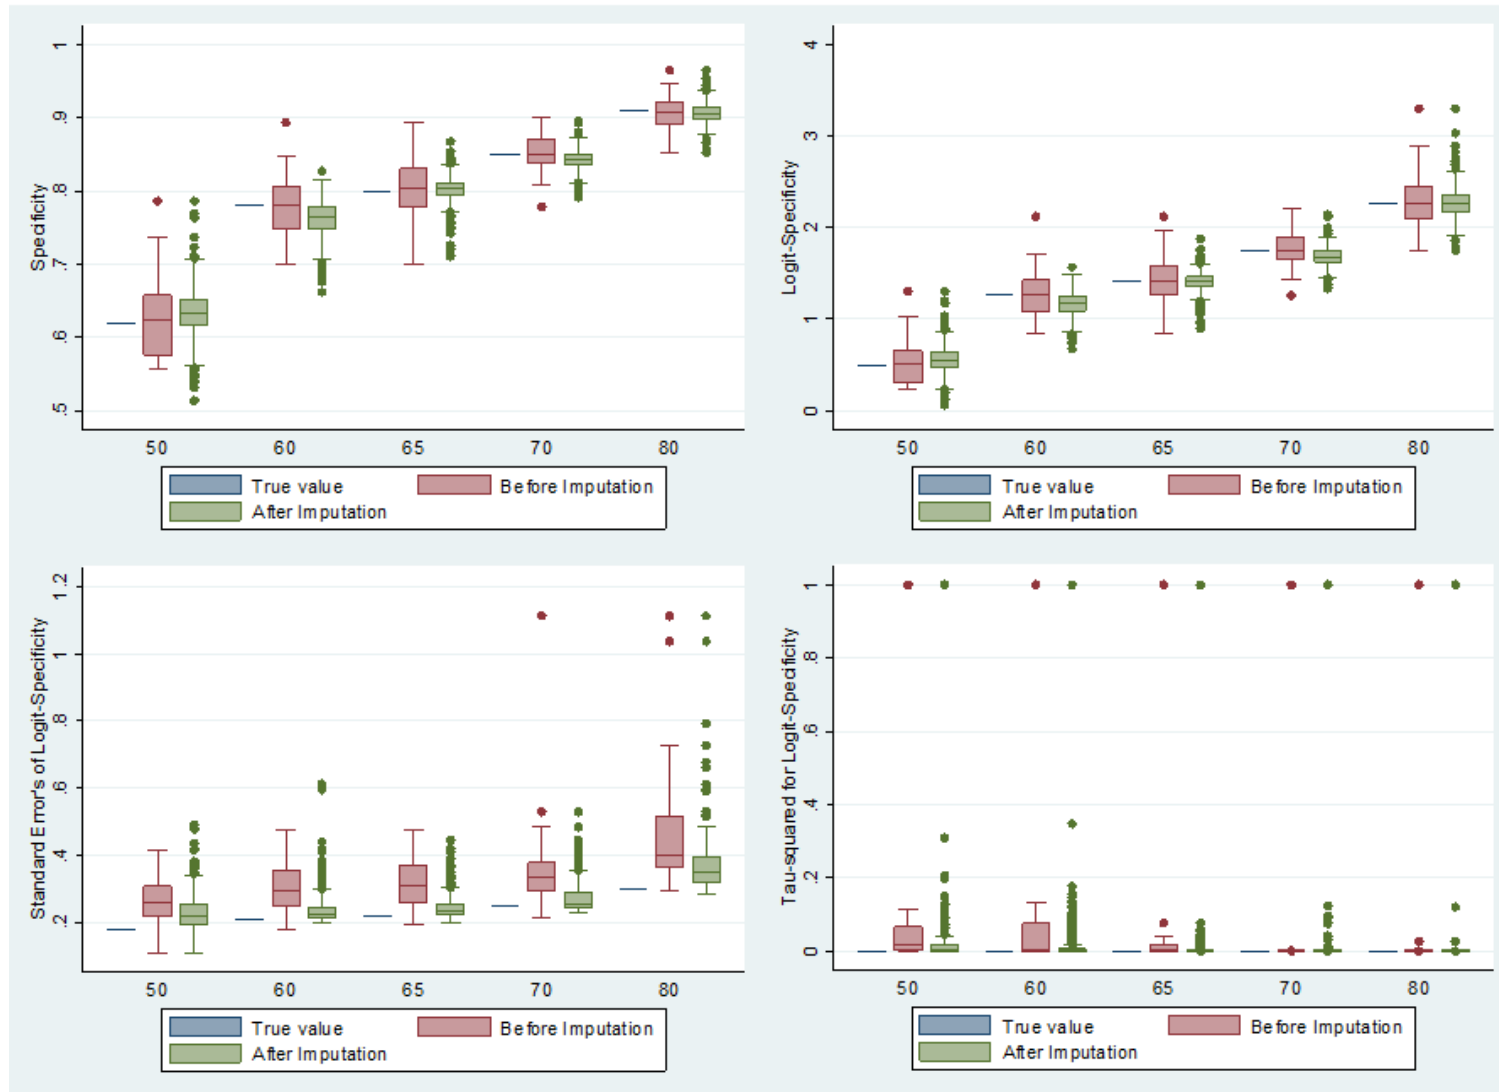 Specificity
1
.9
.8
.7
.6
.5
50 60 65 70 80
True value Before Imputation
After Imputation
Logit-Specificity
4
3
2
1
0
50 60 65 70 80
True value Before Imputation
After Imputation
Standard Error's of Logit-Specificity
1.2
1
.8
.6
.4
.2
50 60 65 70 80
True value Before Imputation
After Imputation
Tau-squared for Logit-Specificity
1
.8
.6
.4
.2
0
50 60 65 70 80
True value Before Imputation
After Imputation